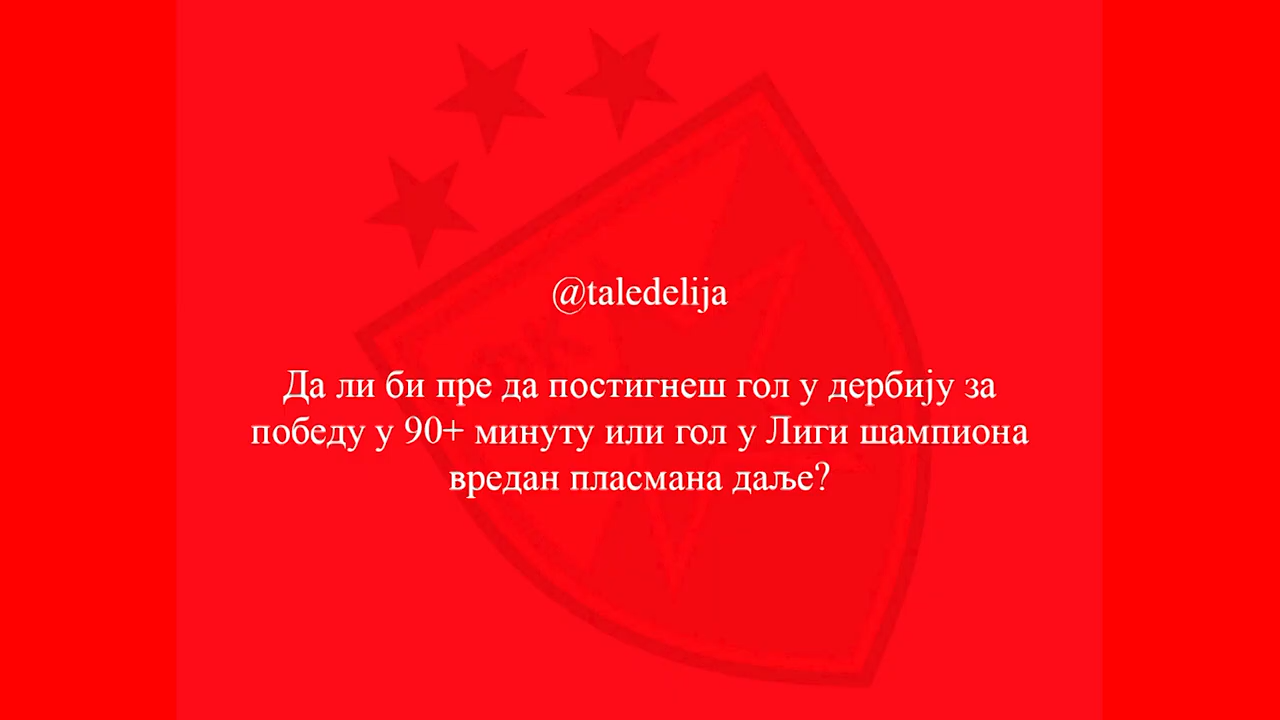 @taledelija
Да ли би пре да постигнеш гол у дербију за
победу у 90+ минуту или гол у Лиги шампиона
вредан пласмана даље?